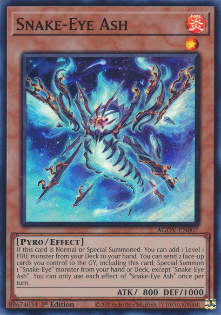 SNAKE-EYE ASH
炎
AGOV-EN007
[PYRO/EFFECT]
If this card is Normal or Special Summoned: You can add 1 Level 1
FIRE monster from your Deck to your hand. You can send 2 face-up
cards you control to the GY, including this card; Special Summon
1 "Snake-Eye" monster from your hand or Deck, except "Snake-Eye
Ash". You can only use each effect of "Snake-Eye Ash" once per
turn.
ATK/ 800 DEF/1000
1st Edition